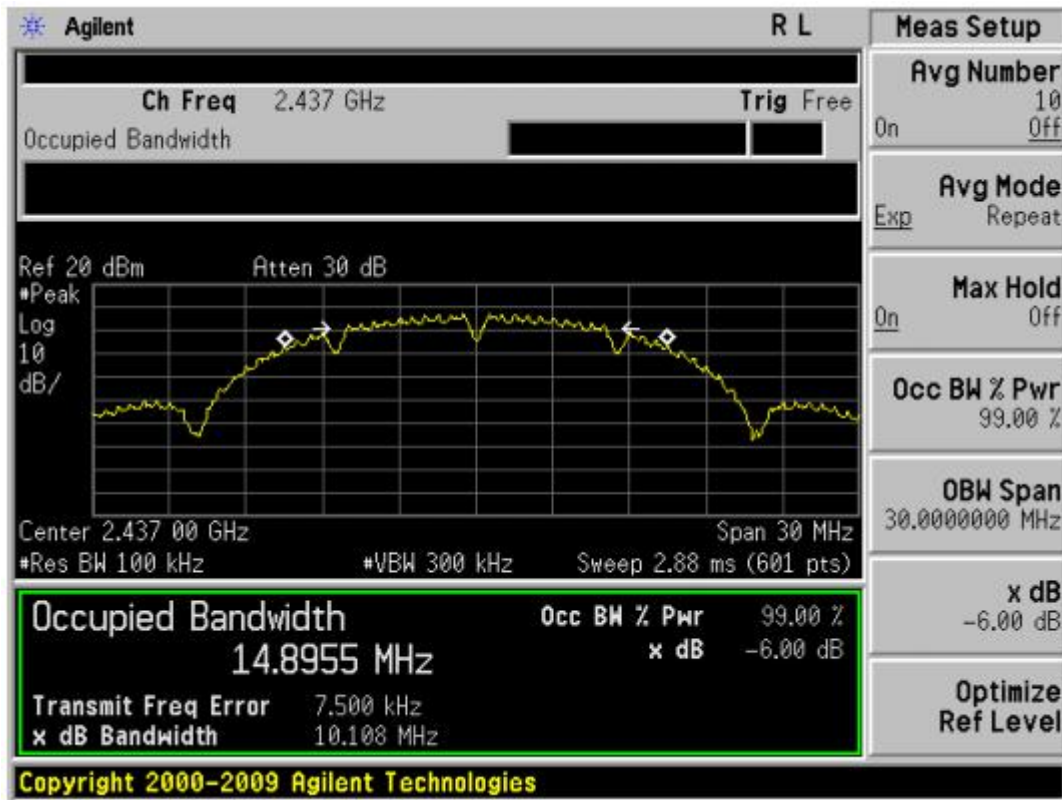 Agilent
R L
Ch Freq 2.437 GHz Trig Free
Occupied Bandwidth
Ref 20 dBm Atten 30 dB
#Peak
Log
10
dB/
Center 2.437 00 GHz Span 30 MHz
#Res BW 100 kHz #VBW 300 kHz Sweep 2.88 ms (601 pts)
Occupied Bandwidth Occ BW % Pwr 99.00 %
14.8955 MHz x dB -6.00 dB
Transmit Freq Error 7.500 kHz
x dB Bandwidth 10.108 MHz
Copyright 2000-2009 Agilent Technologies
Meas Setup
Avg Number
10
On Off
Avg Mode
Exp Repeat
Max Hold
On Off
Occ BW % Pwr
99.00 %
OBW Span
30.0000000 MHz
x dB
-6.00 dB
Optimize
Ref Level